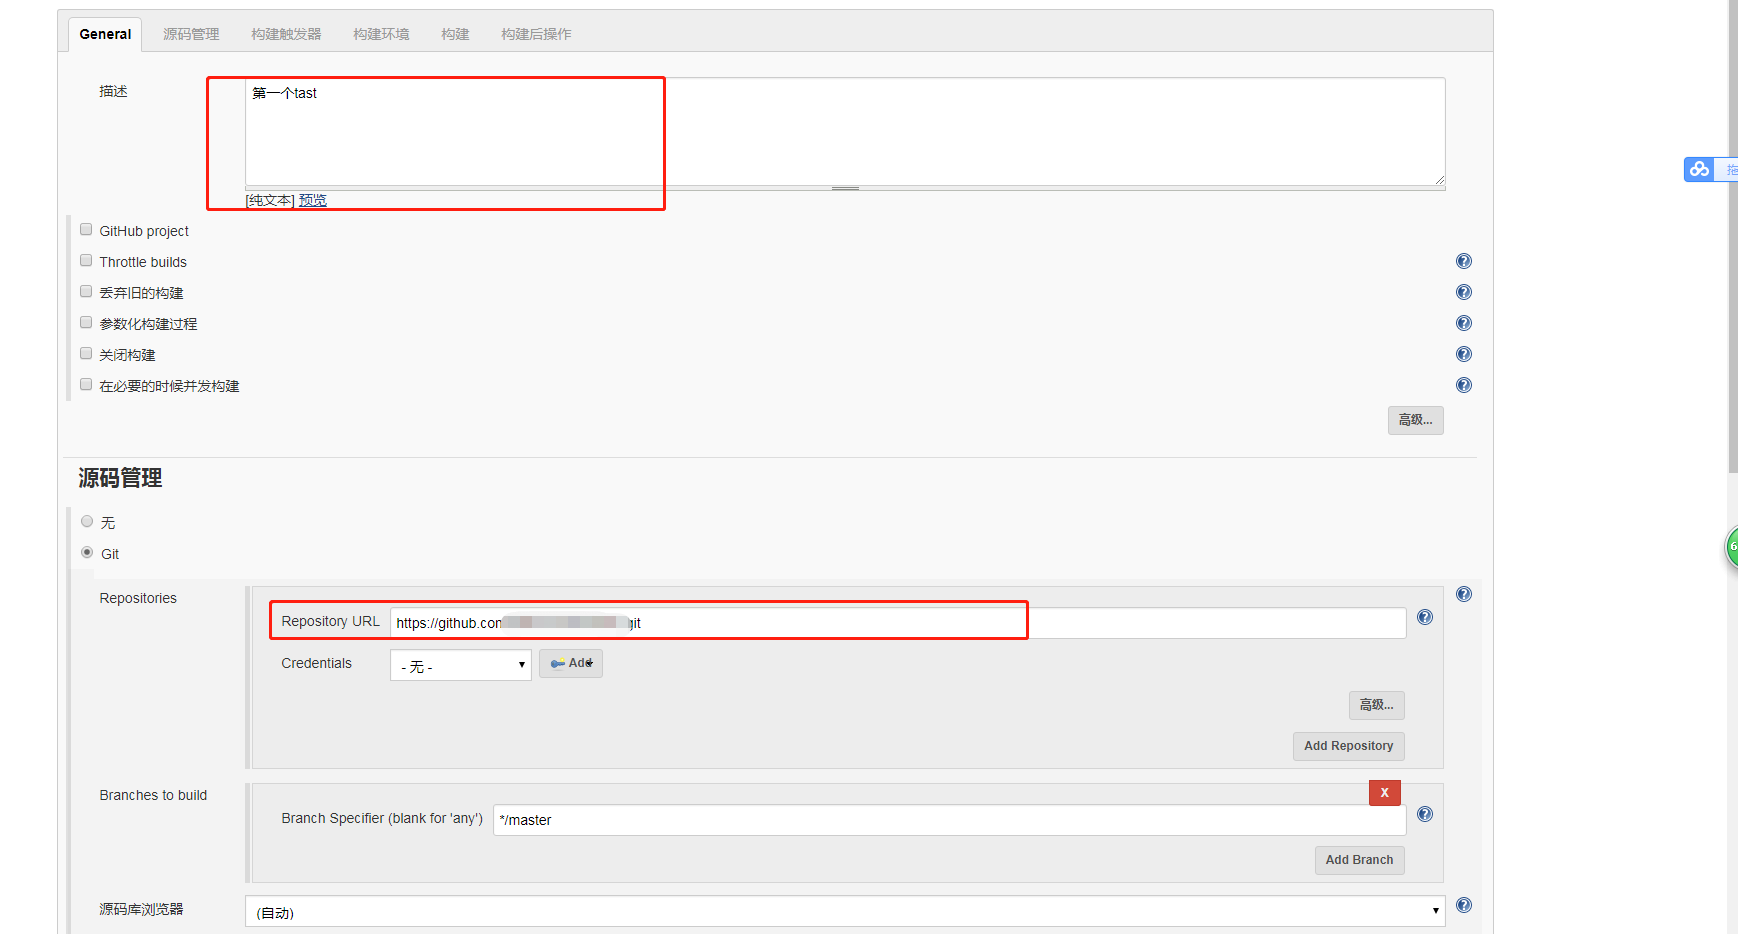 General 源码管理 构建触发器 构建环境 构建 构建后操作
描述
第一个tast
[纯文本] 预览
GitHub project
Throttle builds
丢弃旧的构建
参数化构建过程
关闭构建
在必要的时候并发构建
高级...
源码管理
无
Git
Repositories
Repository URL https://github.com git
Credentials - 无 - Add
高级...
Add Repository
Branches to build
X
Branch Specifier (blank for 'any') */master
Add Branch
源码库浏览器 (自动)
拖
6